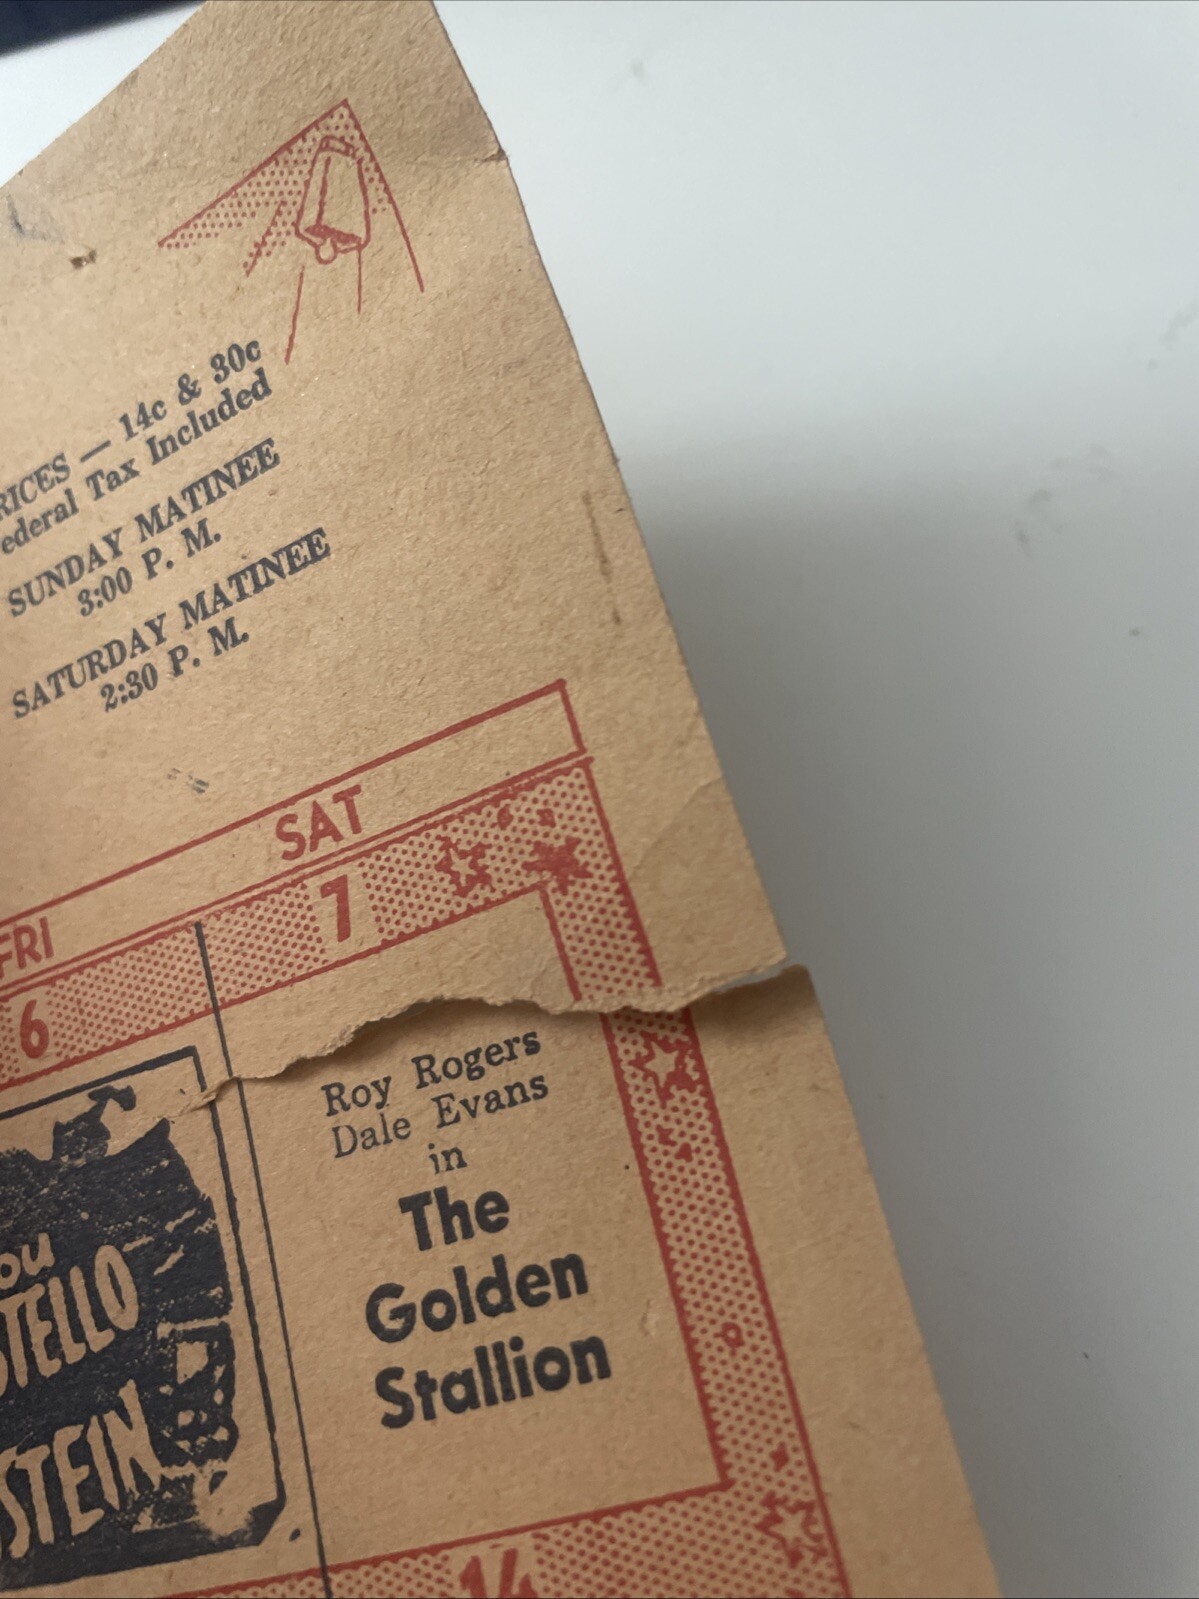 RICES — 14c & 30c
ederal Tax Included
SUNDAY MATINEE
3:00 P. M.
SATURDAY MATINEE
2:30 P. M.
FRI
SAT
6
7
OU
STELLO
STEIN
Roy Rogers
Dale Evans
in
The
Golden
Stallion
14